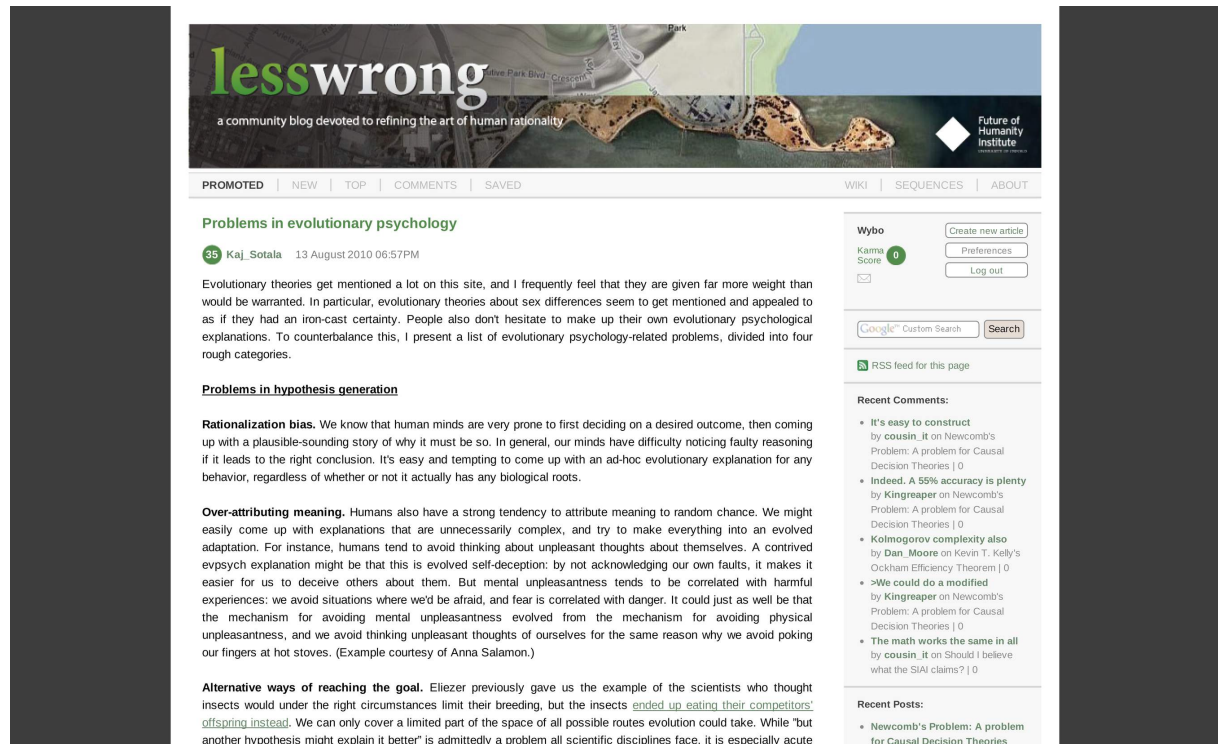 Park
utive Park Blvd
Crescent
lesswrong
a community blog devoted to refining the art of human rationality
Future of
Humanity
Institute
PROMOTED | NEW | TOP | COMMENTS | SAVED
WIKI | SEQUENCES | ABOUT
Problems in evolutionary psychology
35 Kaj_Sotala 13 August 2010 06:57PM
Evolutionary theories get mentioned a lot on this site, and I frequently feel that they are given far more weight than
would be warranted. In particular, evolutionary theories about sex differences seem to get mentioned and appealed to
as if they had an iron-cast certainty. People also don't hesitate to make up their own evolutionary psychological
explanations. To counterbalance this, I present a list of evolutionary psychology-related problems, divided into four
rough categories.
Problems in hypothesis generation
Rationalization bias. We know that human minds are very prone to first deciding on a desired outcome, then coming
up with a plausible-sounding story of why it must be so. In general, our minds have difficulty noticing faulty reasoning
if it leads to the right conclusion. It's easy and tempting to come up with an ad-hoc evolutionary explanation for any
behavior, regardless of whether or not it actually has any biological roots.
Over-attributing meaning. Humans also have a strong tendency to attribute meaning to random chance. We might
easily come up with explanations that are unnecessarily complex, and try to make everything into an evolved
adaptation. For instance, humans tend to avoid thinking about unpleasant thoughts about themselves. A contrived
evpsych explanation might be that this is evolved self-deception: by not acknowledging our own faults, it makes it
easier for us to deceive others about them. But mental unpleasantness tends to be correlated with harmful
experiences: we avoid situations where we'd be afraid, and fear is correlated with danger. It could just as well be that
the mechanism for avoiding mental unpleasantness evolved from the mechanism for avoiding physical
unpleasantness, and we avoid thinking unpleasant thoughts of ourselves for the same reason why we avoid poking
our fingers at hot stoves. (Example courtesy of Anna Salamon.)
Alternative ways of reaching the goal. Eliezer previously gave us the example of the scientists who thought
insects would under the right circumstances limit their breeding, but the insects ended up eating their competitors'
offspring instead. We can only cover a limited part of the space of all possible routes evolution could take. While "but
another hypothesis might explain it better" is admittedly a problem all scientific disciplines face, it is especially acute
Wybo
Karma
Score 0
Create new article
Preferences
Log out
Google™ Custom Search
Search
RSS feed for this page
Recent Comments:
It's easy to construct
by cousin_it on Newcomb's
Problem: A problem for Causal
Decision Theories | 0
Indeed. A 55% accuracy is plenty
by Kingreaper on Newcomb's
Problem: A problem for Causal
Decision Theories | 0
Kolmogorov complexity also
by Dan_Moore on Kevin T. Kelly's
Ockham Efficiency Theorem | 0
>We could do a modified
by Kingreaper on Newcomb's
Problem: A problem for Causal
Decision Theories | 0
The math works the same in all
by cousin_it on Should I believe
what the SIAI claims? | 0
Recent Posts:
Newcomb's Problem: A problem
for Causal Decision Theories